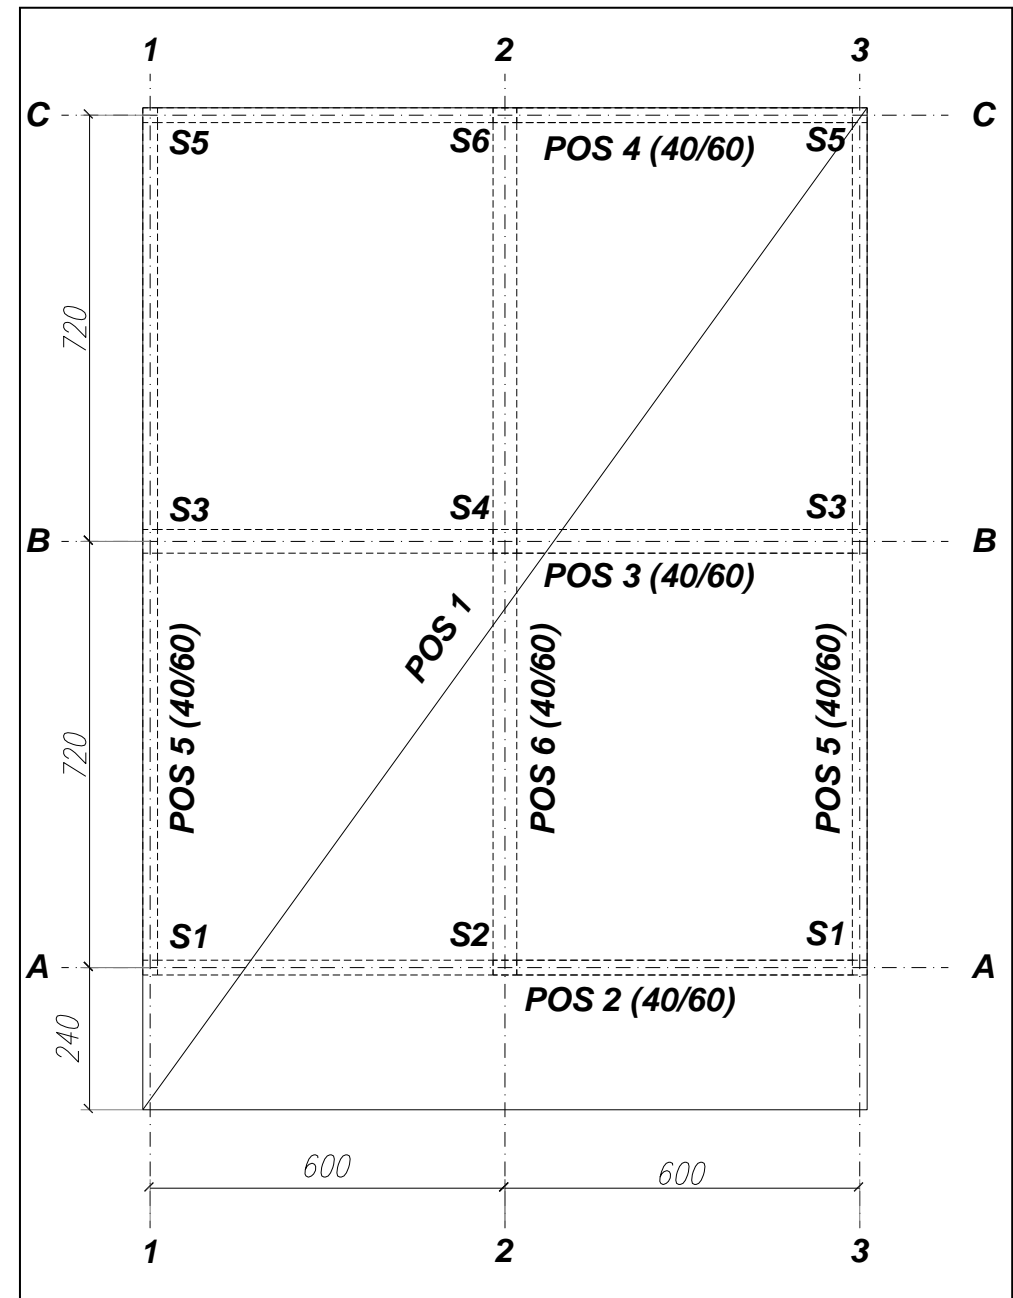 1 2 3
C C
S5 S6 S5
POS 4 (40/60)
720
S3 S4 S3
B B
POS 3 (40/60)
POS 1
POS 5 (40/60) POS 6 (40/60) POS 5 (40/60)
720
S1 S2 S1
A A
POS 2 (40/60)
240
600 600
1 2 3